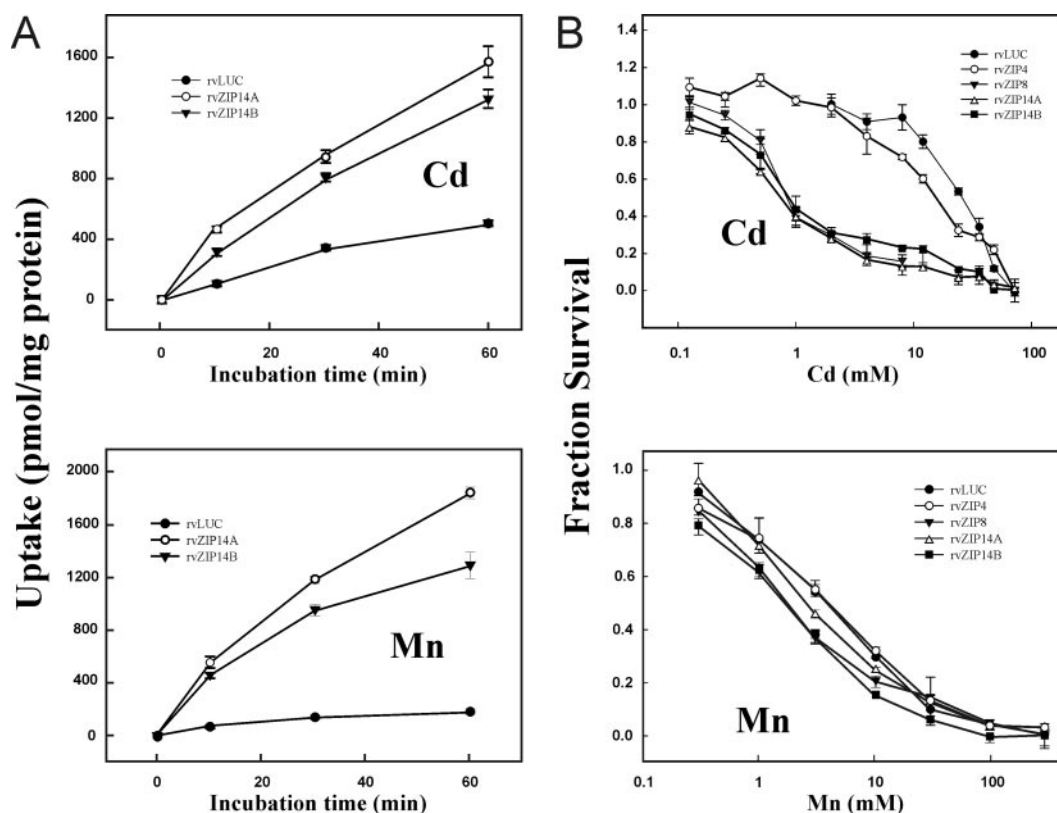 A
B
Uptake (pmol/mg protein)
1600
1200
800
400
0
rvLUC
rvZIP14A
rvZIP14B
Cd
0
20
40
60
Incubation time (min)
Fraction Survival
1.4
1.2
1.0
0.8
0.6
0.4
0.2
0.0
rvLUC
rvZIP4
rvZIP8
rvZIP14A
rvZIP14B
Cd
0.1
1
10
100
Cd (mM)
2000
1600
1200
800
400
0
rvLUC
rvZIP14A
rvZIP14B
Mn
0
20
40
60
Incubation time (min)
1.0
0.8
0.6
0.4
0.2
0.0
rvLUC
rvZIP4
rvZIP8
rvZIP14A
rvZIP14B
Mn
0.1
1
10
100
Mn (mM)